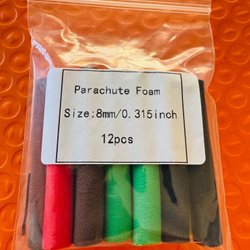 Parachute Foam
Size:8mm/0.315inch
12pcs